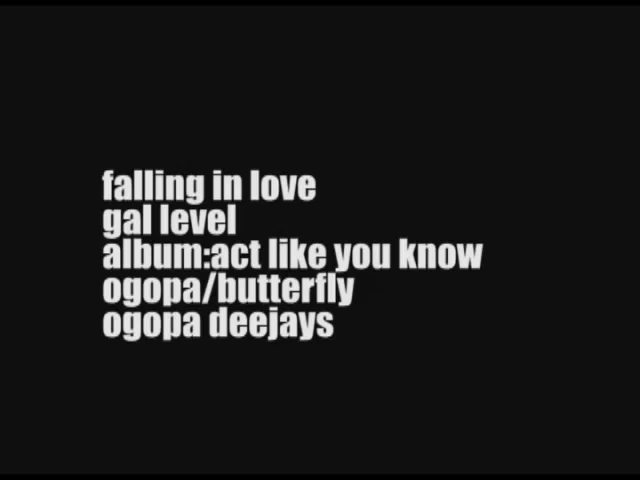 falling in love
gal level
album:act like you know
ogopa/butterfly
ogopa deejays